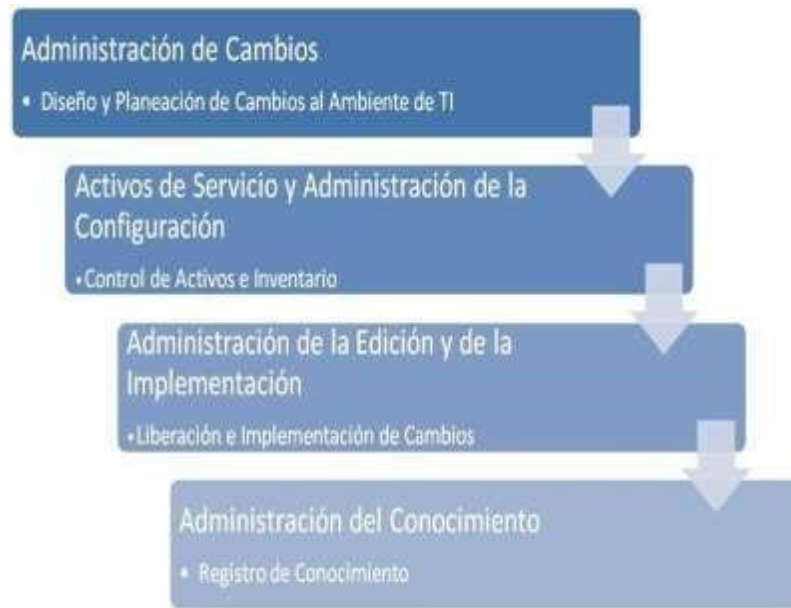 Administración de Cambios
• Diseño y Planeación de Cambios al Ambiente de TI
Activos de Servicio y Administración de la
Configuración
•Control de Activos e Inventario
Administración de la Edición y de la
Implementación
•Liberación e Implementación de Cambios
Administración del Conocimiento
• Registro de Conocimiento